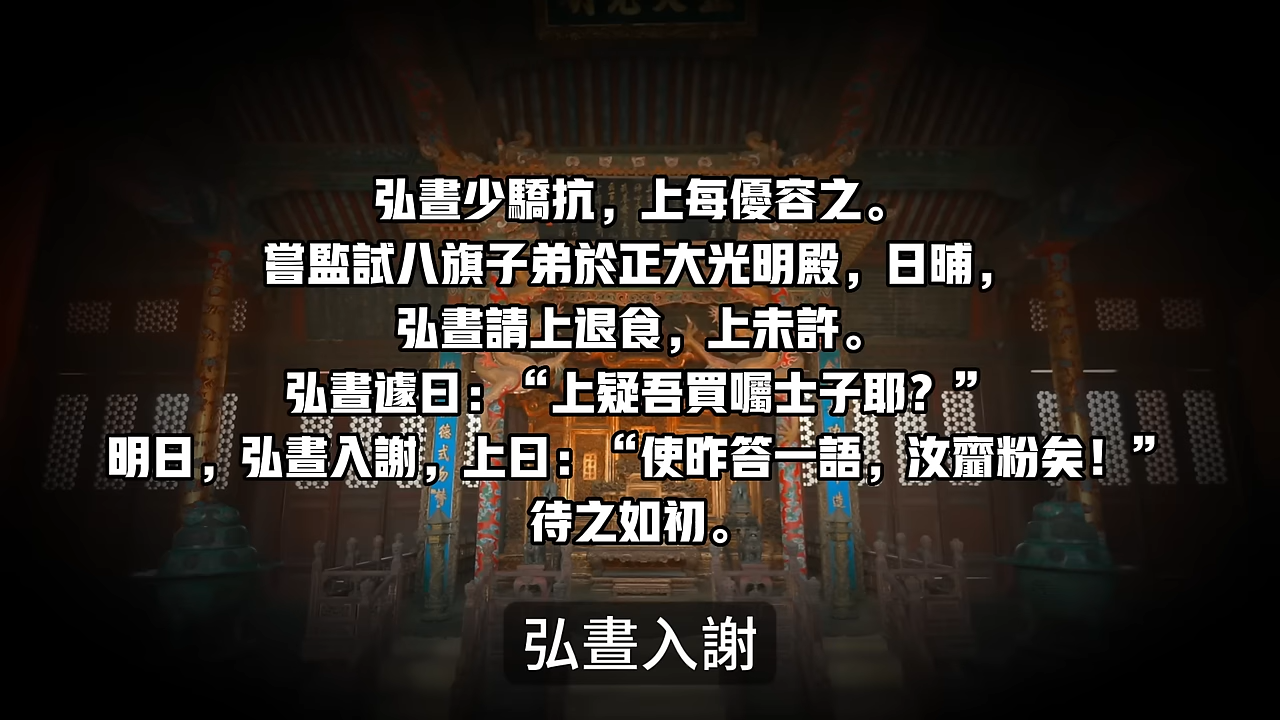 弘晝少驕抗，上每優容之。
嘗監試八旗子弟於正大光明殿，日晡，
弘晝請上退食，上未許。
弘晝遽曰：“上疑吾買囑士子耶？”
明日，弘晝入謝，上曰：“使昨答一語，汝齏粉矣！”
待之如初。
弘晝入謝